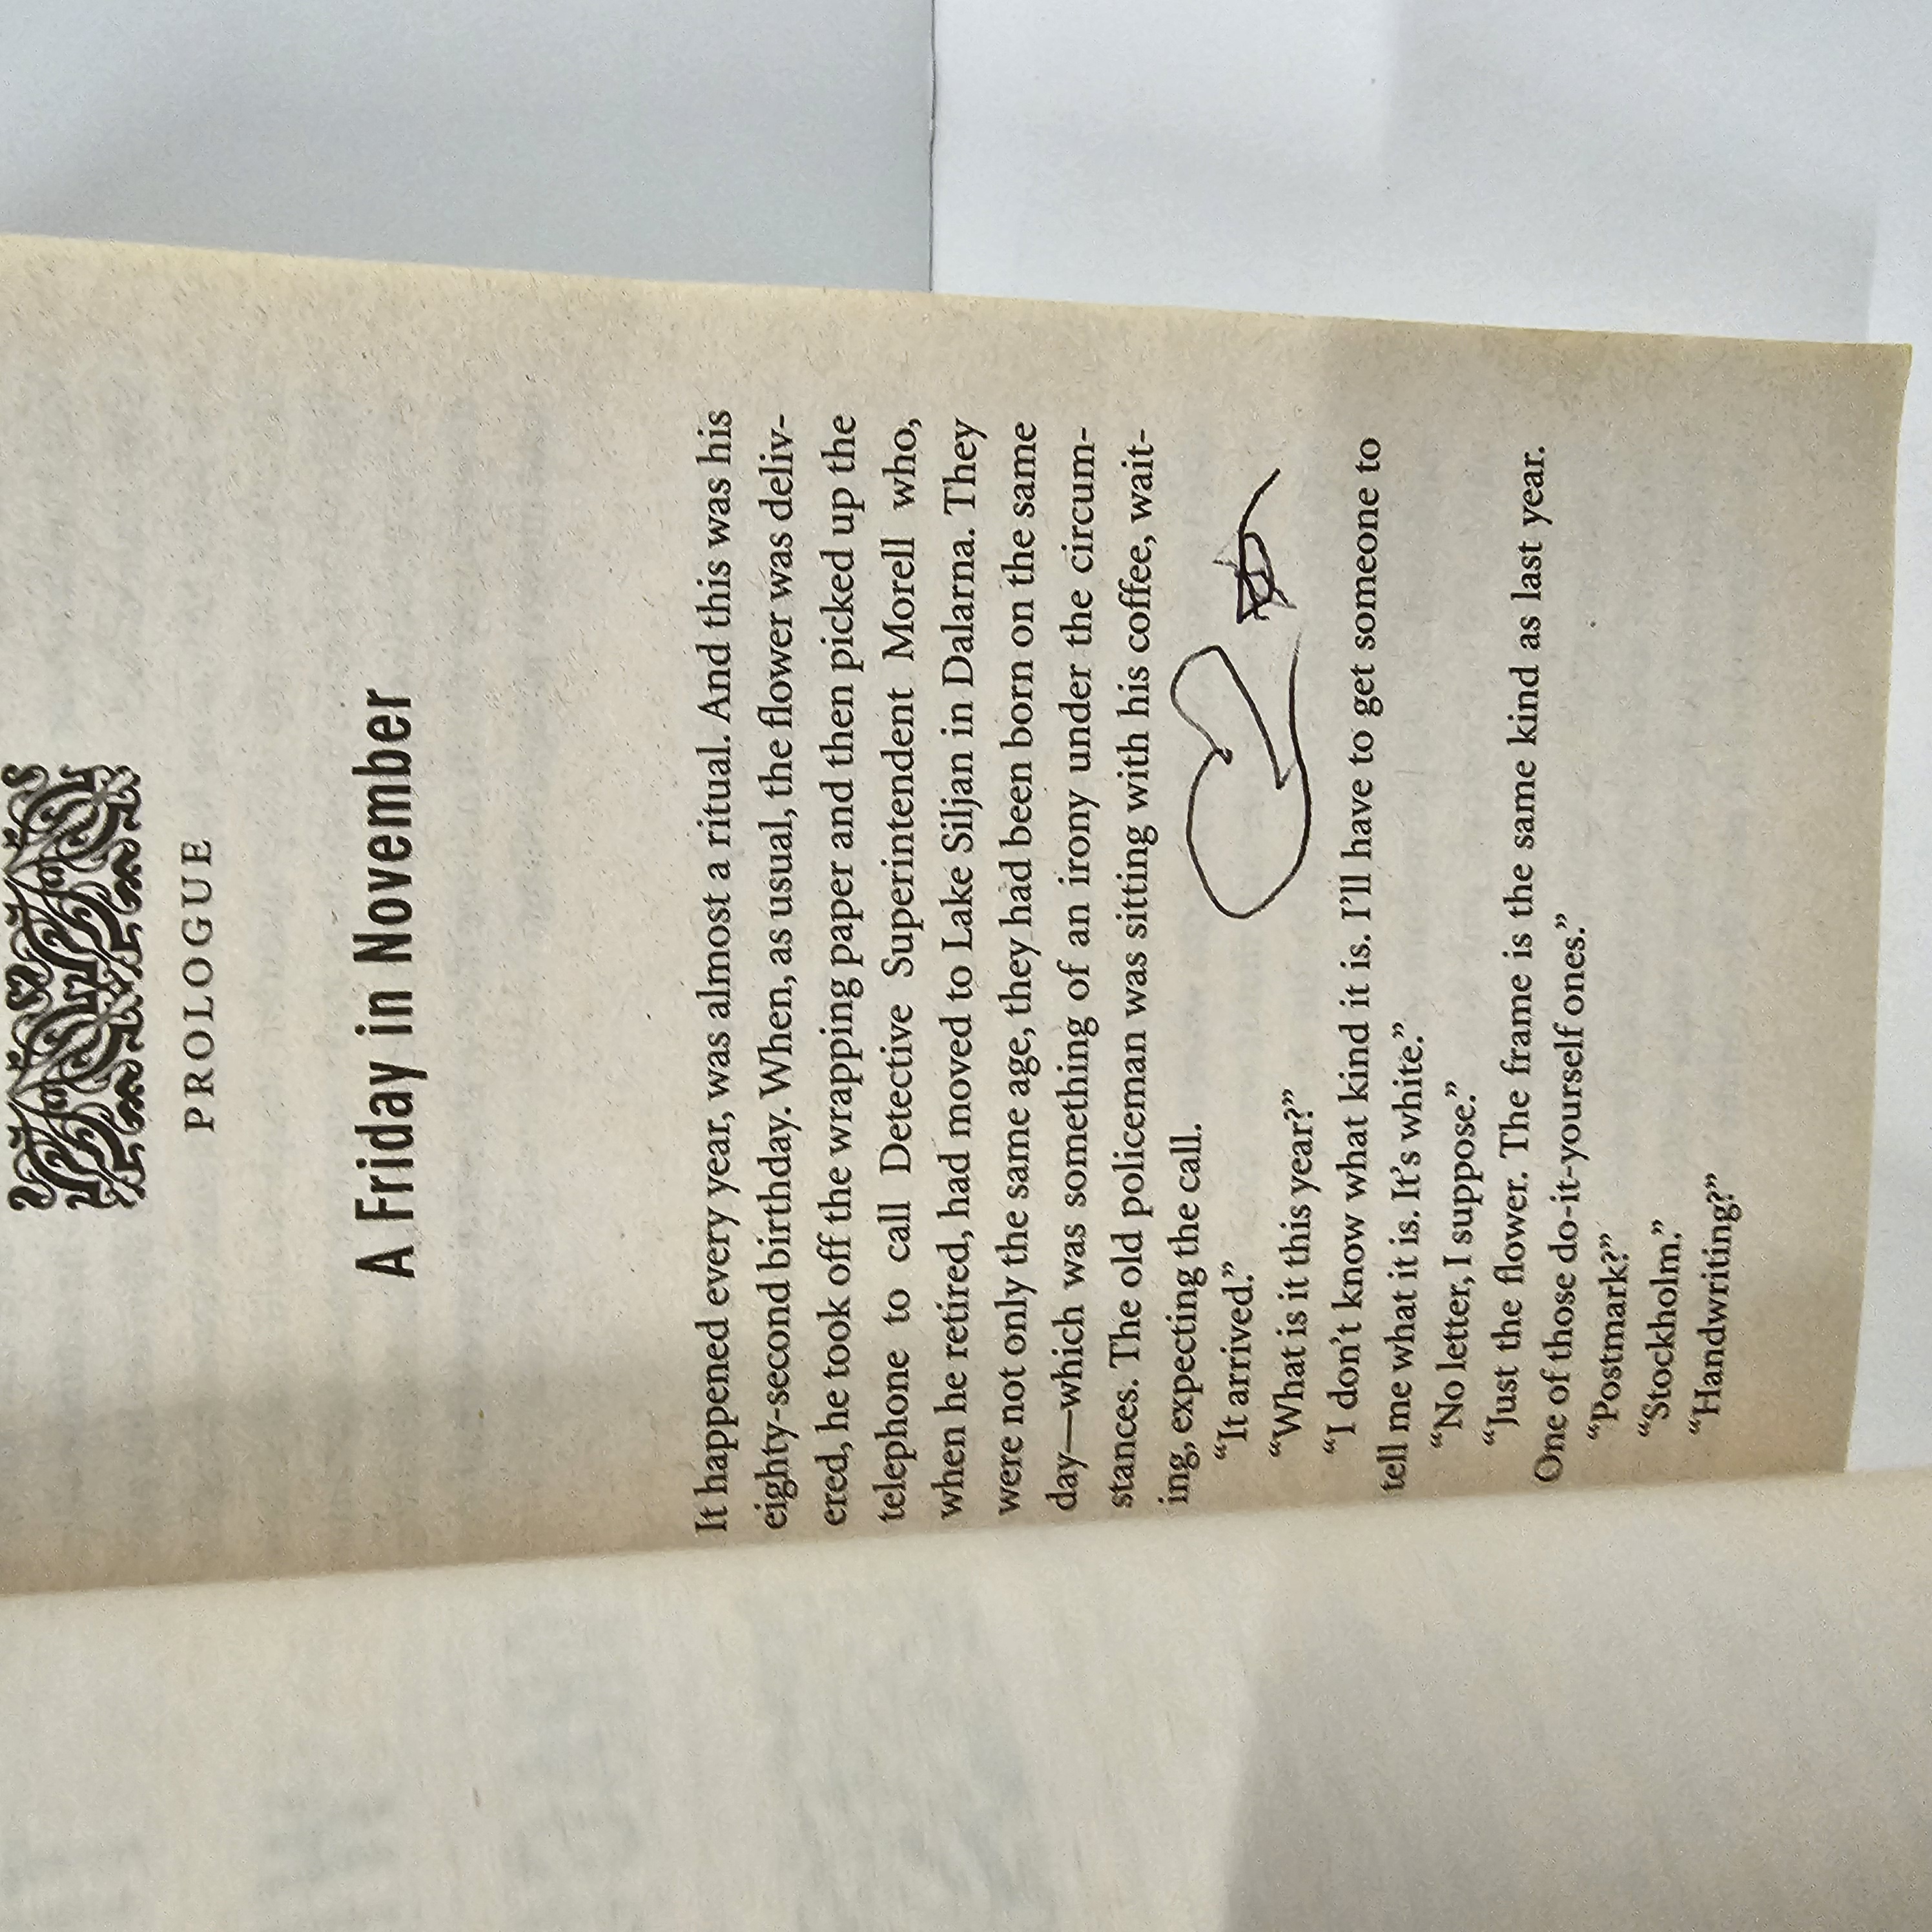 PROLOGUE
A Friday in November
It happened every year, was almost a ritual. And this was his
eighty-second birthday. When, as usual, the flower was deliv-
ered, he took off the wrapping paper and then picked up the
telephone to call Detective Superintendent Morell who,
when he retired, had moved to Lake Siljan in Dalarna. They
were not only the same age, they had been born on the same
day—which was something of an irony under the circum-
stances. The old policeman was sitting with his coffee, wait-
ing, expecting the call.
“It arrived.”
“What is it this year?”
“I don’t know what kind it is. I’ll have to get someone to
tell me what it is. It’s white.”
“No letter, I suppose.”
“Just the flower. The frame is the same kind as last year.
One of those do-it-yourself ones.”
“Postmark?”
“Stockholm.”
“Handwriting?”